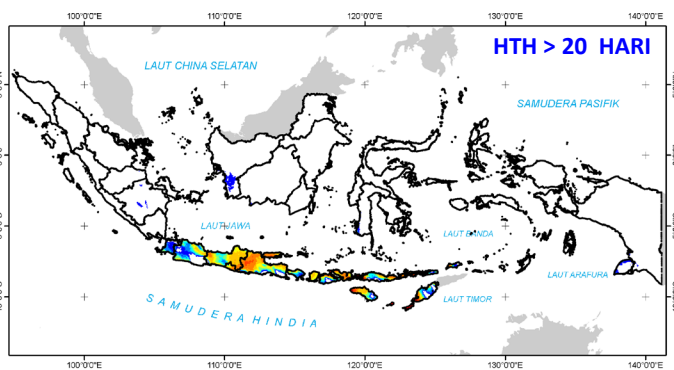 100°0'0"E 110°0'0"E 120°0'0"E 130°0'0"E 140°0'0"E
HTH > 20 HARI
LAUT CHINA SELATAN
SAMUDERA PASIFIK
LAUT JAWA
LAUT BANDA
LAUT ARAFURA
LAUT TIMOR
SAMUDERA HINDIA
100°0'0"E 110°0'0"E 120°0'0"E 130°0'0"E 140°0'0"E